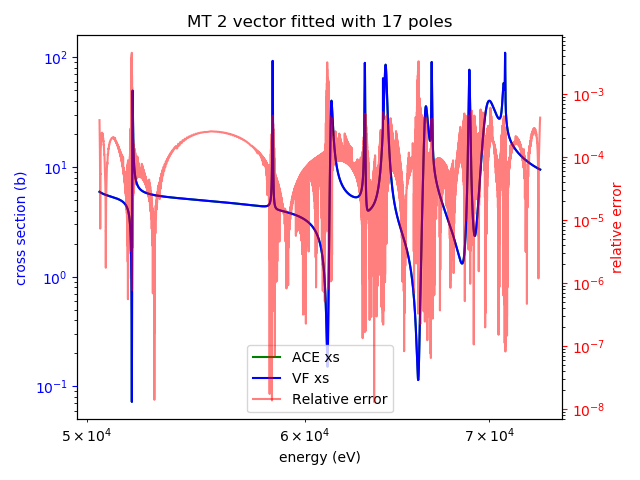 MT 2 vector fitted with 17 poles
10²
10¹
10⁰
10⁻¹
cross section (b)
10⁻³
10⁻⁴
10⁻⁵
10⁻⁶
10⁻⁷
10⁻⁸
relative error
ACE xs
VF xs
Relative error
5 × 10⁴
6 × 10⁴
7 × 10⁴
energy (eV)